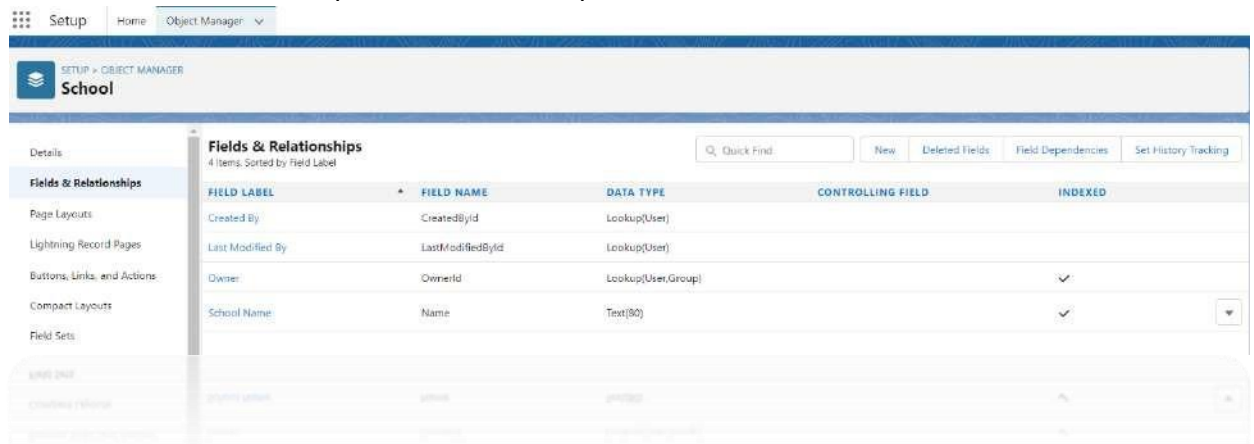 Setup Home Object Manager
SETUP > OBJECT MANAGER
School
Details
Fields & Relationships
Page Layouts
Lightning Record Pages
Buttons, Links, and Actions
Compact Layouts
Field Sets
Fields & Relationships
4 Items, Sorted by Field Label
Quick Find
New Deleted Fields Field Dependencies Set History Tracking
FIELD LABEL FIELD NAME DATA TYPE CONTROLLING FIELD INDEXED
Created By CreatedById Lookup(User)
Last Modified By LastModifiedById Lookup(User)
Owner OwnerId Lookup(User,Group)
School Name Name Text(80)